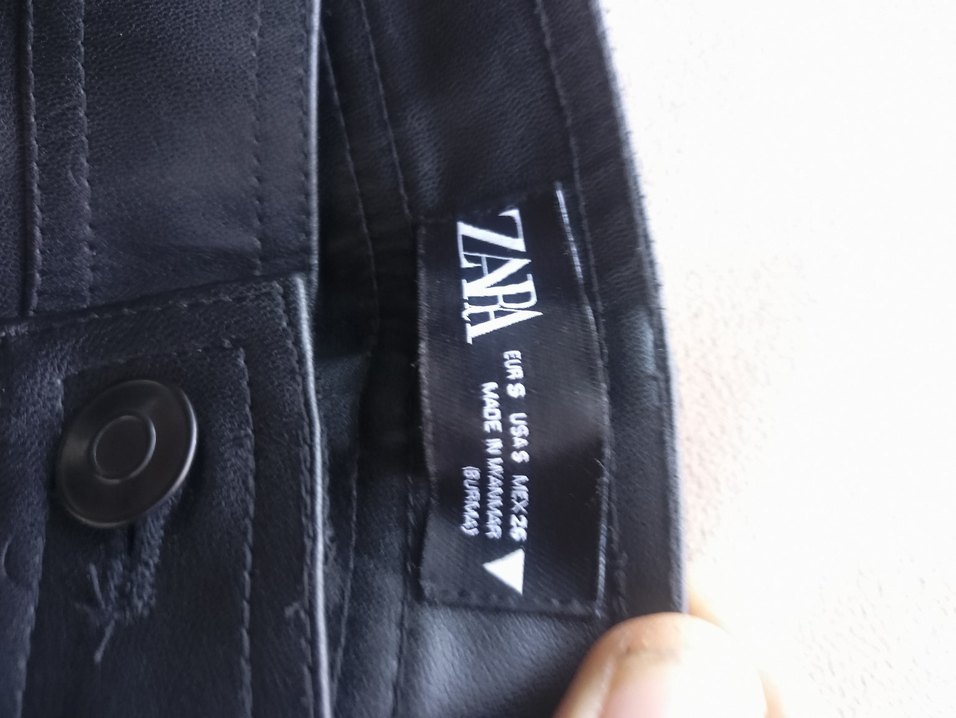 ZARA
EUR S USA S MEX 26
MADE IN MYANMAR
(BURMA)